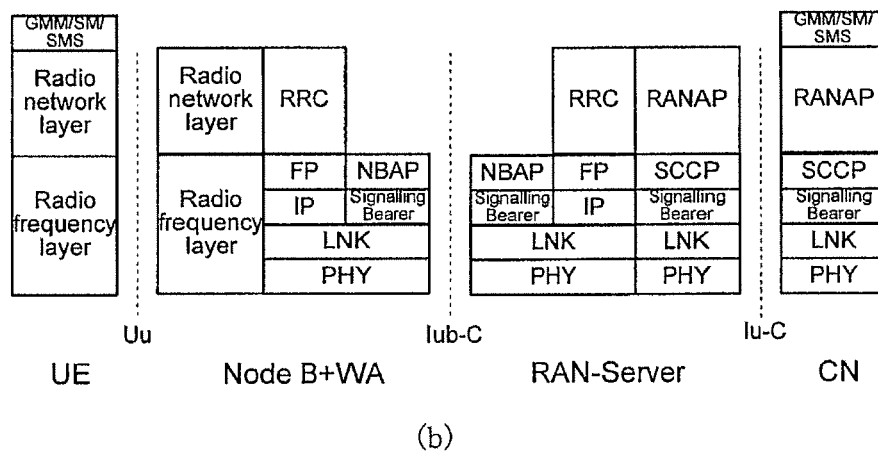 GMM/SM/
SMS
Radio
network
layer
Radio
frequency
layer
Radio
network
layer
RRC
Radio
frequency
layer
FP
NBAP
IP
Signalling
Bearer
LNK
PHY
RRC
RANAP
NBAP
FP
SCCP
Signalling
Bearer
IP
Signalling
Bearer
LNK
LNK
PHY
PHY
GMM/SM/
SMS
RANAP
SCCP
Signalling
Bearer
LNK
PHY
Uu
Iub-C
Iu-C
UE
Node B+WA
RAN-Server
CN
(b)